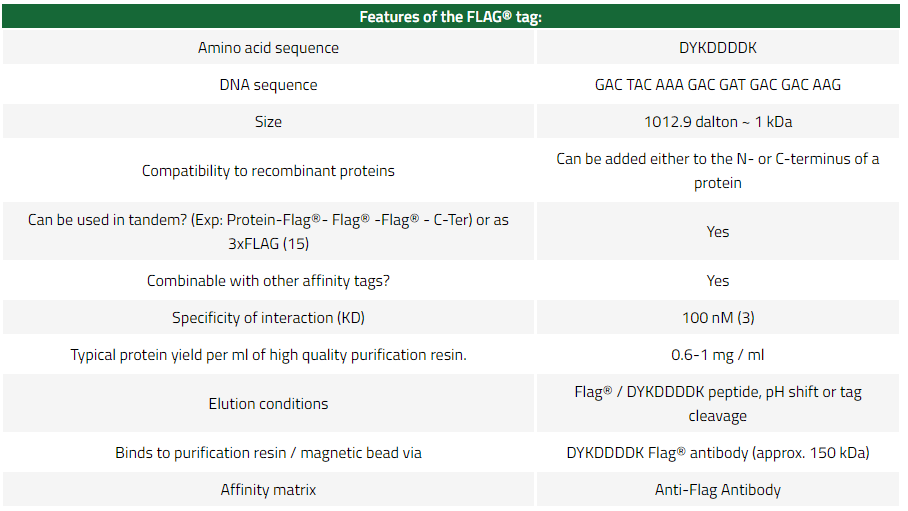 Features of the FLAG® tag:
Amino acid sequence
DYKDDDDK
DNA sequence
GAC TAC AAA GAC GAT GAC GAC AAG
Size
1012.9 dalton ~ 1 kDa
Compatibility to recombinant proteins
Can be added either to the N- or C-terminus of a
protein
Can be used in tandem? (Exp: Protein-Flag®- Flag® -Flag® - C-Ter) or as
3xFLAG (15)
Yes
Combinable with other affinity tags?
Yes
Specificity of interaction (KD)
100 nM (3)
Typical protein yield per ml of high quality purification resin.
0.6-1 mg / ml
Elution conditions
Flag® / DYKDDDDK peptide, pH shift or tag
cleavage
Binds to purification resin / magnetic bead via
DYKDDDDK Flag® antibody (approx. 150 kDa)
Affinity matrix
Anti-Flag Antibody